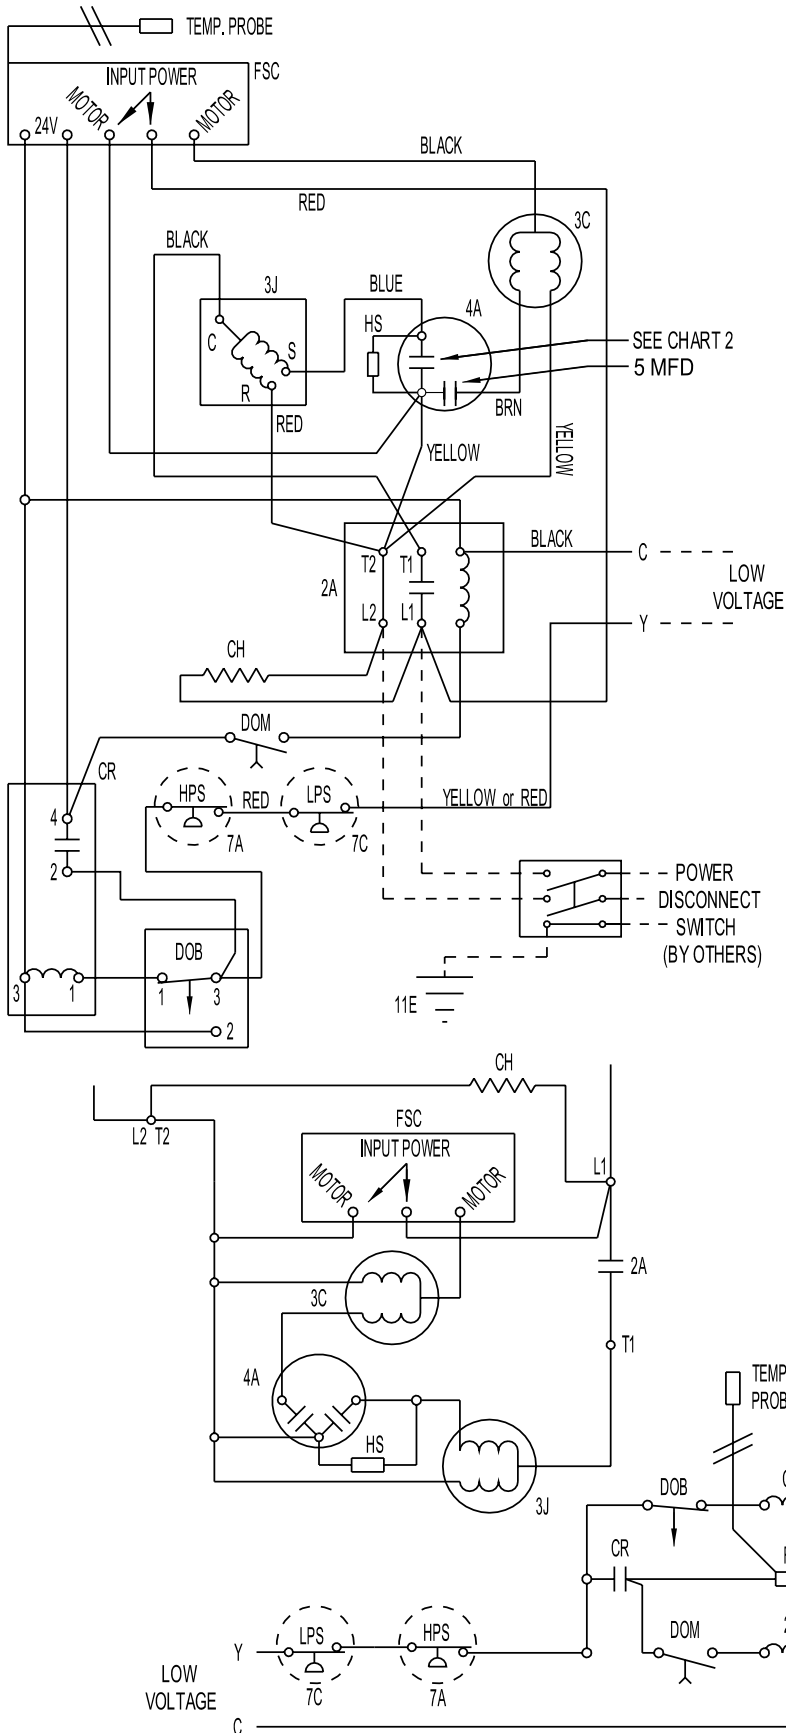 TEMP. PROBE
INPUT POWER
FSC
24V
MOTOR
MOTOR
BLACK
RED
3C
BLACK
3J
BLUE
4A
HS
C
S
R
SEE CHART 2
5 MFD
BRN
RED
YELLOW
YELLOW
BLACK
C
T2
T1
2A
LOW
VOLTAGE
L2
L1
Y
CH
DOM
CR
HPS
RED
LPS
YELLOW or RED
4
7A
7C
2
POWER
DISCONNECT
SWITCH
(BY OTHERS)
DOB
3
1
1
3
2
11E
CH
L2 T2
FSC
INPUT POWER
MOTOR
MOTOR
L1
2A
3C
T1
4A
HS
3J
TEMP
DOB
CR
DOM
Y
LPS
HPS
7C
7A
LOW
VOLTAGE
C